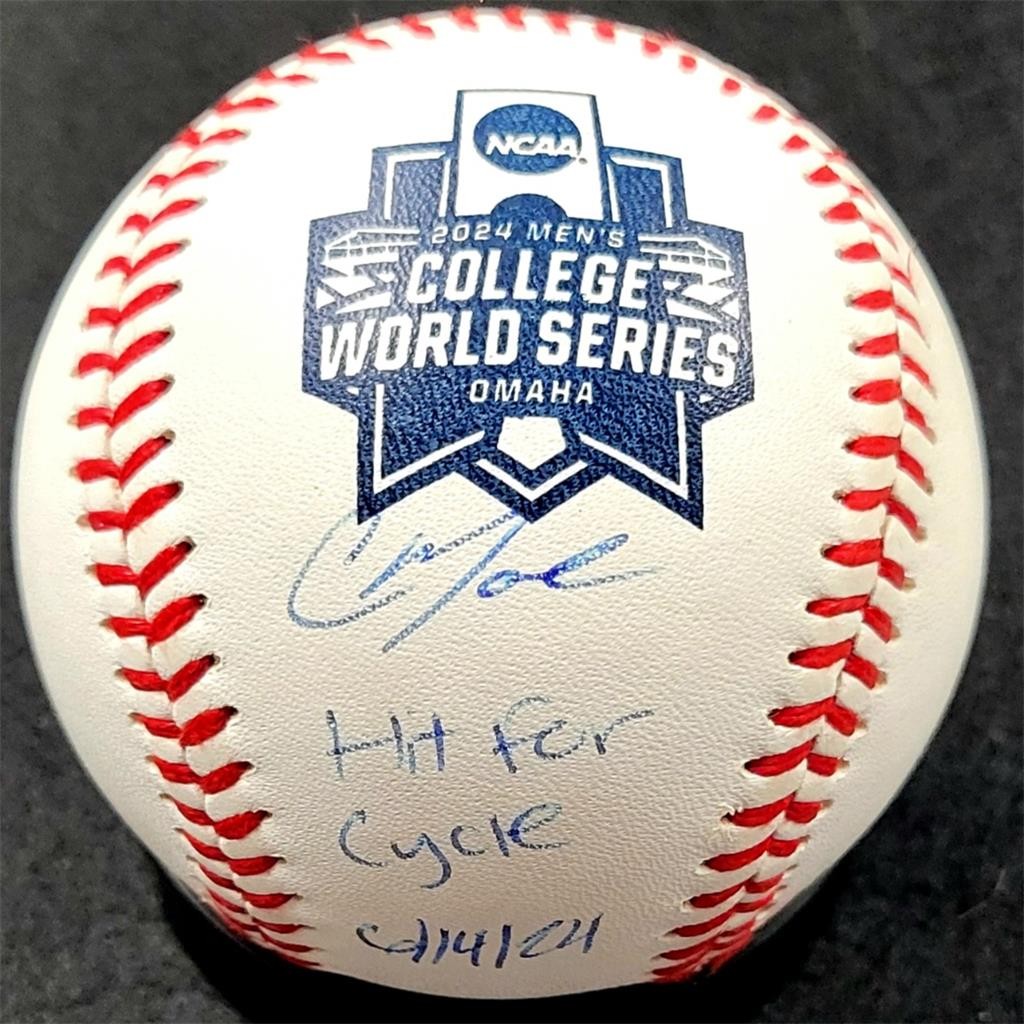 NCAA
2024 MEN'S
COLLEGE
WORLD SERIES
OMAHA
Hit for
Cycle
6/14/24